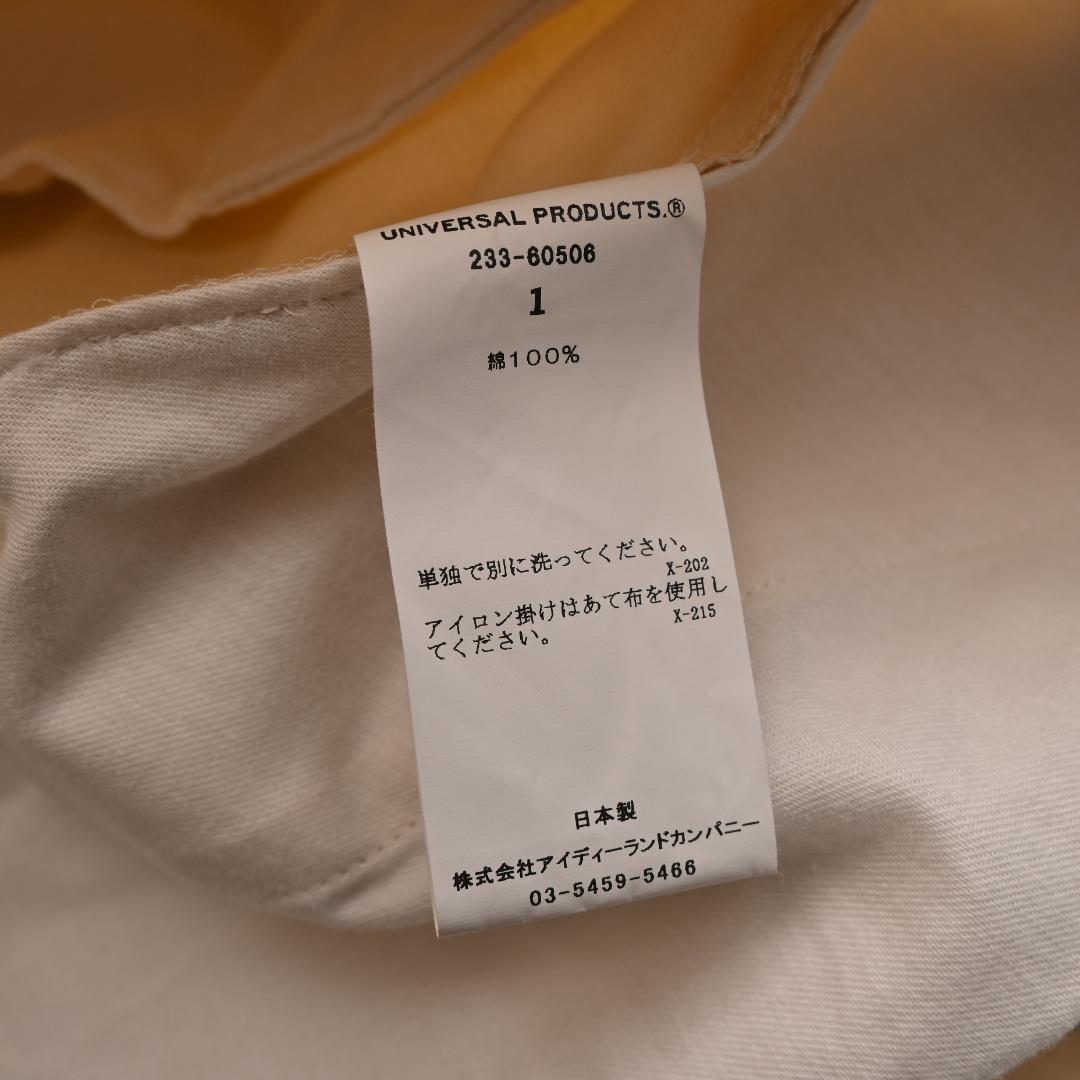 UNIVERSAL PRODUCTS.®
233-60506
1
綿100%
単独で別に洗ってください。
X-202
アイロン掛けはあて布を使用し
てください。
X-215
日本製
株式会社アイディーランドカンパニー
03-5459-5466